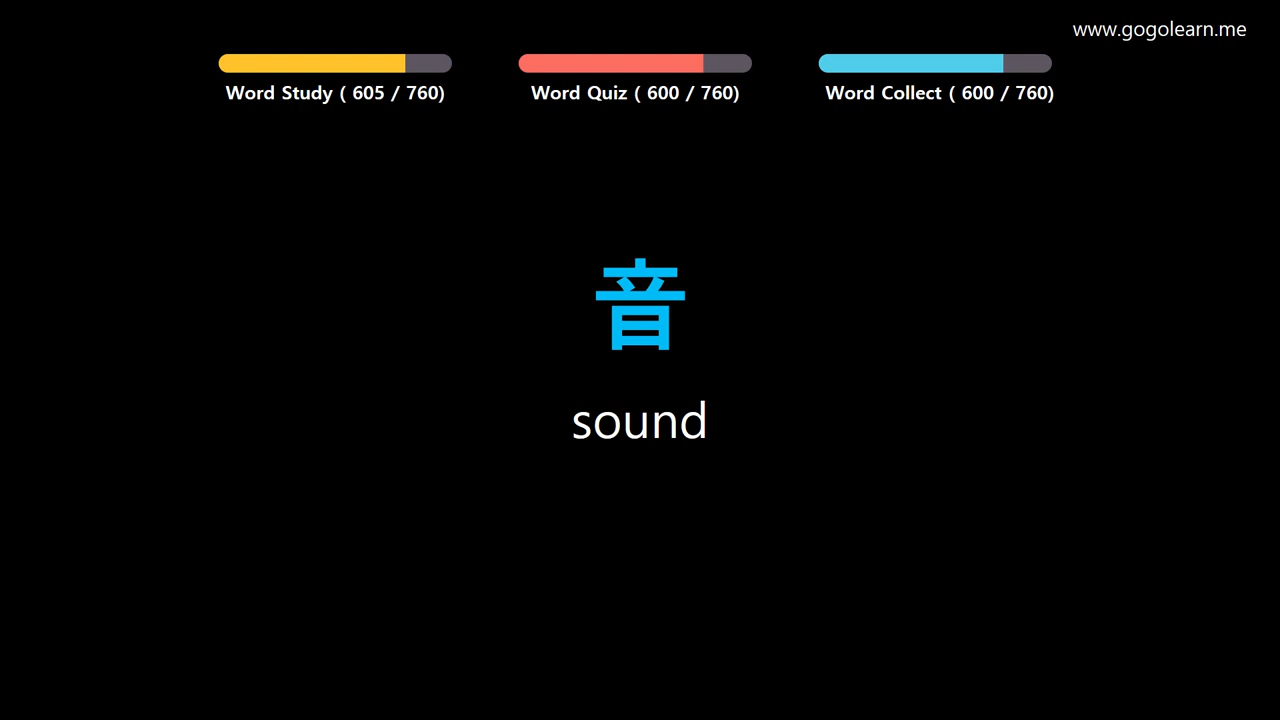 www.gogolearn.me
Word Study ( 605 / 760)
Word Quiz ( 600 / 760)
Word Collect ( 600 / 760)
音
sound